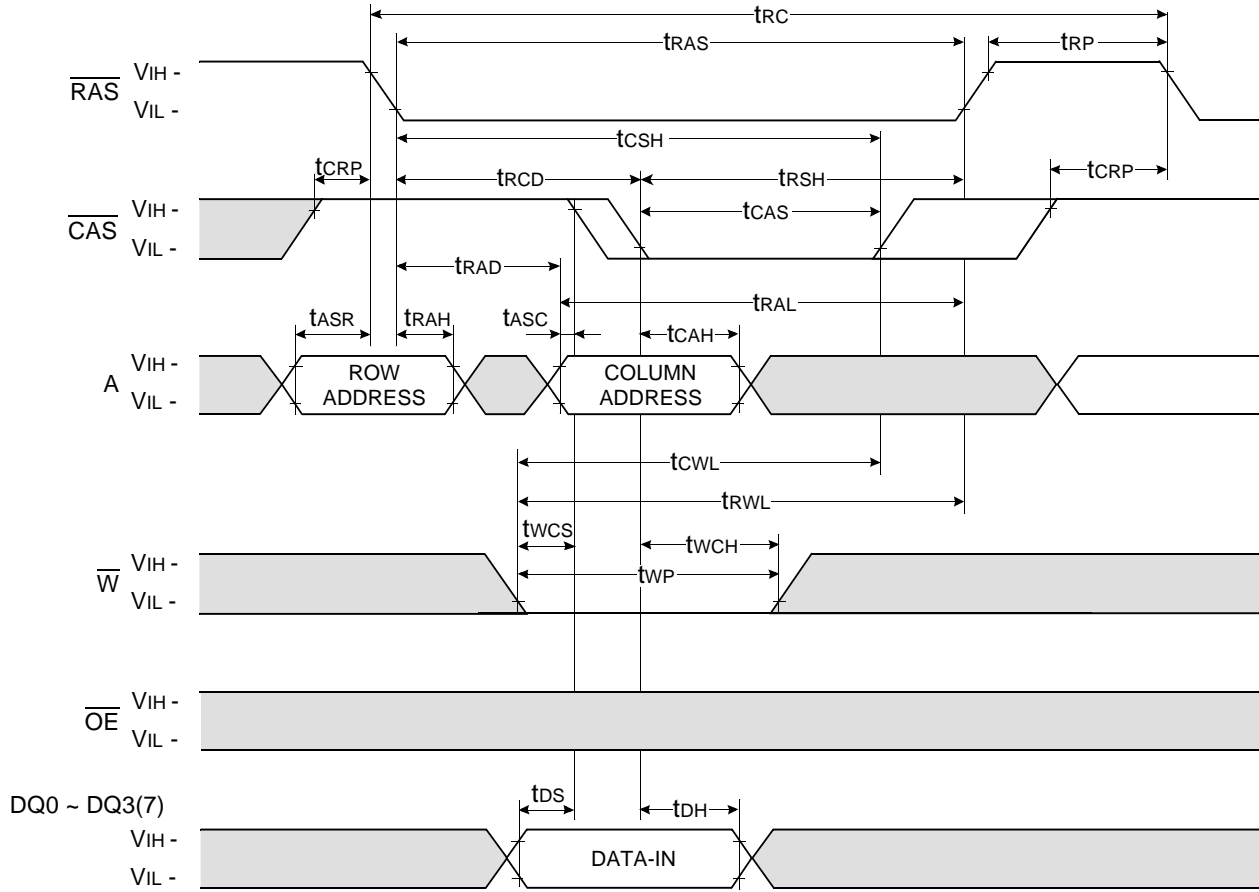 tRC
tRAS
tRP
RAS
VIH -
VIL -
tCSH
tCRP
tRCD
tRSH
tCRP
CAS
VIH -
VIL -
tCAS
tRAD
tRAL
tASR
tRAH
tASC
tCAH
A
VIH -
VIL -
ROW
ADDRESS
COLUMN
ADDRESS
tCWL
tRWL
tWCS
tWCH
W
VIH -
VIL -
tWP
OE
VIH -
VIL -
DQ0 ~ DQ3(7)
tDS
tDH
VIH -
VIL -
DATA-IN